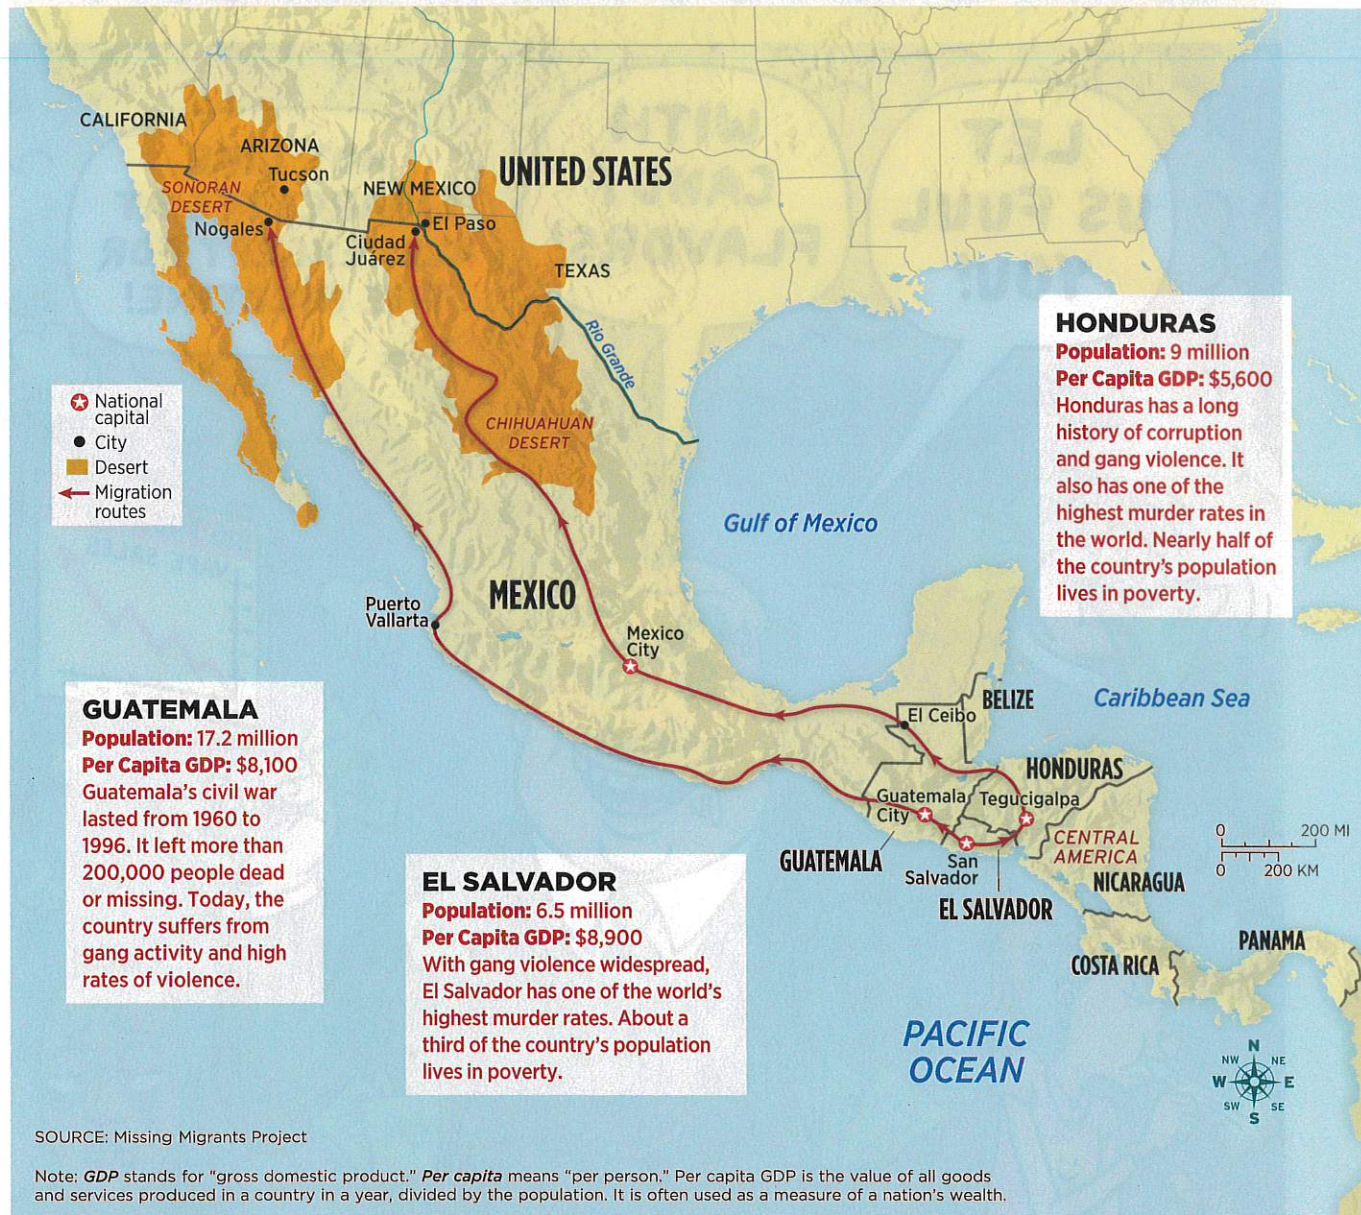 CALIFORNIA
ARIZONA
Tucson
SONORAN
DESERT
Nogales
NEW MEXICO
UNITED STATES
El Paso
Ciudad
Juárez
TEXAS
Rio Grande
CHIHUAHUAN
DESERT
National
capital
City
Desert
Migration
routes
HONDURAS
Population: 9 million
Per Capita GDP: $5,600
Honduras has a long
history of corruption
and gang violence. It
also has one of the
highest murder rates in
the world. Nearly half of
the country's population
lives in poverty.
Gulf of Mexico
MEXICO
Puerto
Vallarta
Mexico
City
BELIZE
Caribbean Sea
El Ceibo
HONDURAS
Guatemala
City
Tegucigalpa
CENTRAL
AMERICA
GUATEMALA
San
Salvador
NICARAGUA
EL SALVADOR
0 200 MI
0 200 KM
PANAMA
COSTA RICA
GUATEMALA
Population: 17.2 million
Per Capita GDP: $8,100
Guatemala's civil war
lasted from 1960 to
1996. It left more than
200,000 people dead
or missing. Today, the
country suffers from
gang activity and high
rates of violence.
EL SALVADOR
Population: 6.5 million
Per Capita GDP: $8,900
With gang violence widespread,
El Salvador has one of the world's
highest murder rates. About a
third of the country's population
lives in poverty.
PACIFIC
OCEAN
N
NW NE
W E
SW SE
S
SOURCE: Missing Migrants Project
Note: GDP stands for "gross domestic product." Per capita means "per person." Per capita GDP is the value of all goods
and services produced in a country in a year, divided by the population. It is often used as a measure of a nation's wealth.